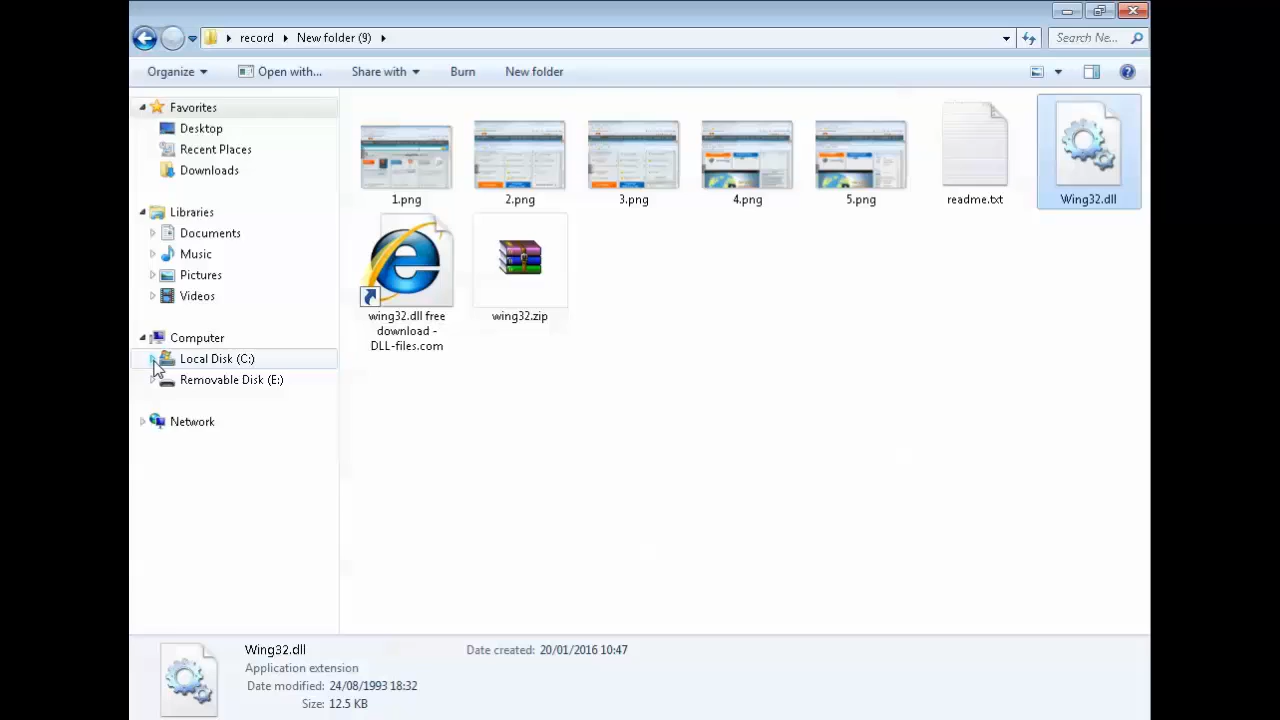 record
New folder (9)
Search Ne...
Organize
Open with...
Share with
Burn
New folder
Favorites
Desktop
Recent Places
Downloads
Libraries
Documents
Music
Pictures
Videos
Computer
Local Disk (C:)
Removable Disk (E:)
Network
1.png
2.png
3.png
4.png
5.png
readme.txt
Wing32.dll
wing32.dll free
download -
DLL-files.com
wing32.zip
Wing32.dll
Date created: 20/01/2016 10:47
Application extension
Date modified: 24/08/1993 18:32
Size: 12.5 KB